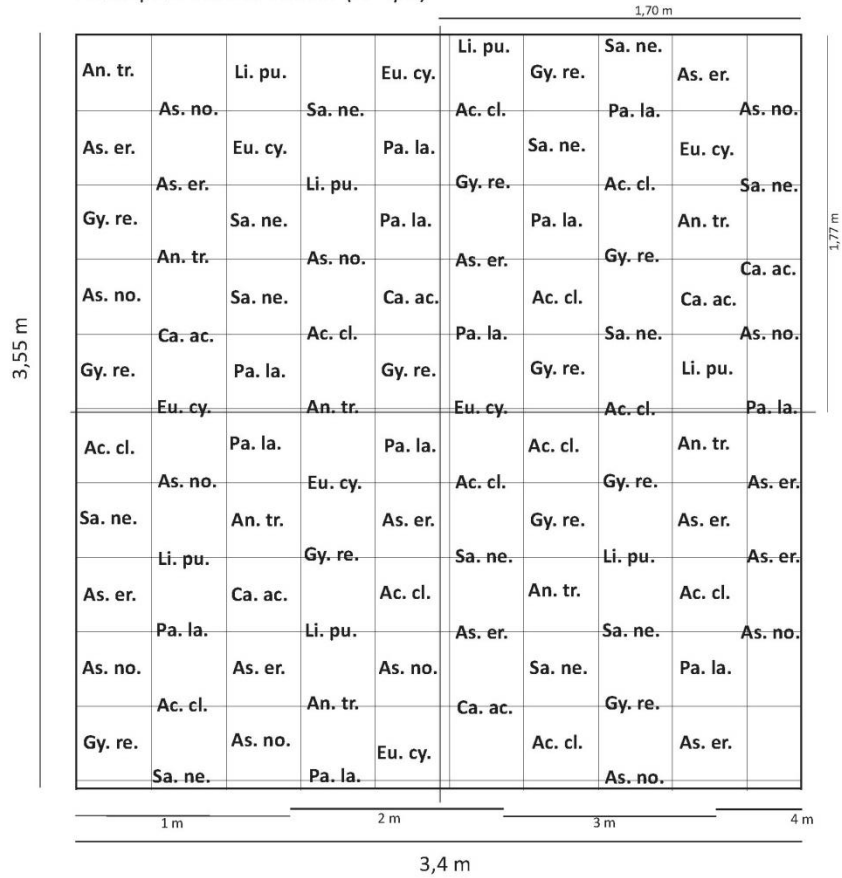 1,70 m
Li. pu. Sa. ne.
An. tr. Li. pu. Eu. cy. Gy. re. As. er.
As. no. Sa. ne. Ac. cl. Pa. la. As. no.
As. er. Eu. cy. Pa. la. Sa. ne. Eu. cy.
As. er. Li. pu. Gy. re. Ac. cl. Sa. ne.
Gy. re. Sa. ne. Pa. la. Pa. la. An. tr.
1,77 m
An. tr. As. no. As. er. Gy. re. Ca. ac.
As. no. Sa. ne. Ca. ac. Ac. cl. Ca. ac.
Ca. ac. Ac. cl. Pa. la. Sa. ne. As. no.
3,55 m
Gy. re. Pa. la. Gy. re. Gy. re. Li. pu.
Eu. cy. An. tr. Eu. cy. Ac. cl. Pa. la.
Ac. cl. Pa. la. Pa. la. Ac. cl. An. tr.
As. no. Eu. cy. Ac. cl. Gy. re. As. er.
Sa. ne. An. tr. As. er. Gy. re. As. er.
Li. pu. Gy. re. Sa. ne. Li. pu. As. er.
As. er. Ca. ac. Ac. cl. An. tr. Ac. cl.
Pa. la. Li. pu. As. er. Sa. ne. As. no.
As. no. As. er. As. no. Sa. ne. Pa. la.
Ac. cl. An. tr. Ca. ac. Gy. re.
Gy. re. As. no. Eu. cy. Ac. cl. As. er.
Sa. ne. Pa. la. As. no.
1 m 2 m 3 m 4 m
3,4 m